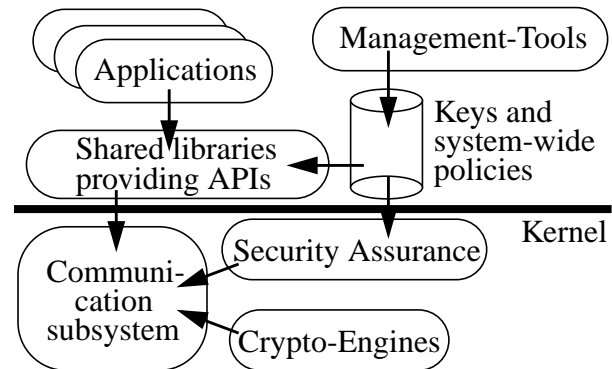 Applications
Management-Tools
Keys and
system-wide
policies
Shared libraries
providing APIs
Kernel
Security Assurance
Communi-
cation
subsystem
Crypto-Engines